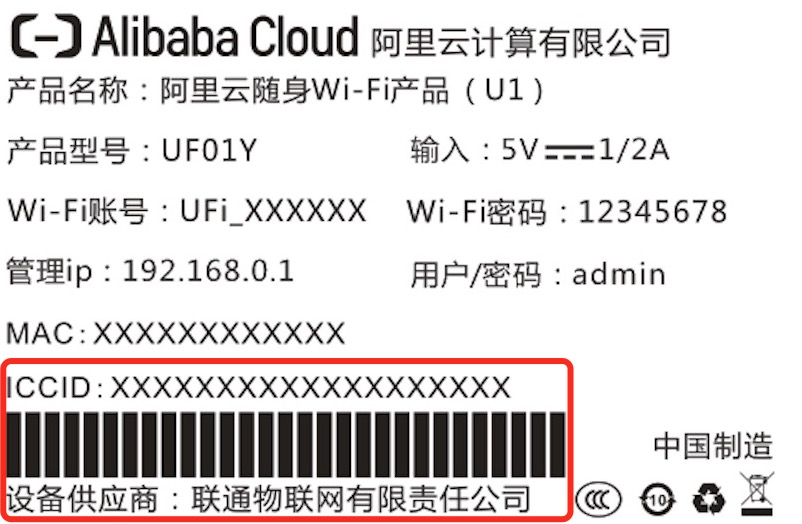 Alibaba Cloud 阿里云计算有限公司
产品名称：阿里云随身Wi-Fi产品（U1）
产品型号：UF01Y 输入：5V⎓1/2A
Wi-Fi账号：UFi_XXXXXX Wi-Fi密码：12345678
管理ip：192.168.0.1 用户/密码：admin
MAC:XXXXXXXXXXXX
ICCID:XXXXXXXXXXXXXXXXXXX
中国制造
设备供应商：联通物联网有限责任公司 CCC 10